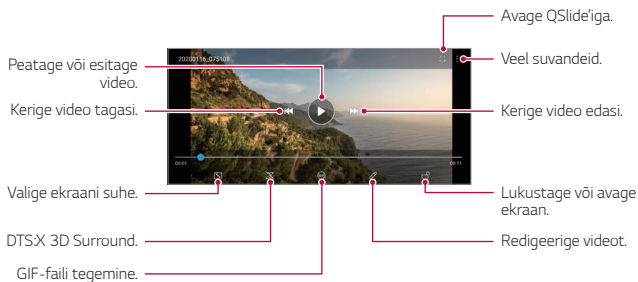 Avage QSlide'iga.
20200116_075109
Veel suvandeid.
Peatage või esitage
video.
Kerige video tagasi.
Kerige video edasi.
00:01
00:11
Valige ekraani suhe.
Lukustage või avage
ekraan.
DTS:X 3D Surround.
Redigeerige videot.
GIF-faili tegemine.